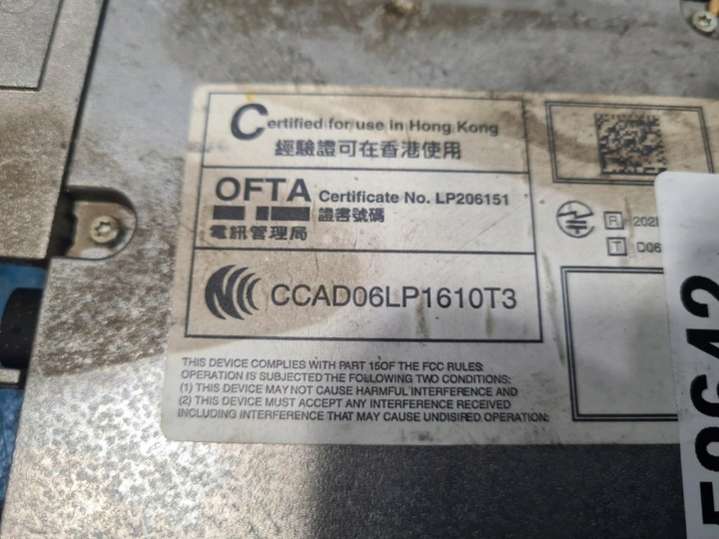 Certified for use in Hong Kong
經驗證可在香港使用
OFTA Certificate No. LP206151
電訊管理局 證書號碼
CCAD06LP1610T3
R 202
T D06
THIS DEVICE COMPLIES WITH PART 15OF THE FCC RULES:
OPERATION IS SUBJECTED THE FOLLOWING TWO CONDITIONS:
(1) THIS DEVICE MAY NOT CAUSE HARMFUL INTERFERENCE AND
(2) THIS DEVICE MUST ACCEPT ANY INTERFERENCE RECEIVED
INCLUDING INTERFERENCE THAT MAY CAUSE UNDISIRED OPERATION:
59642